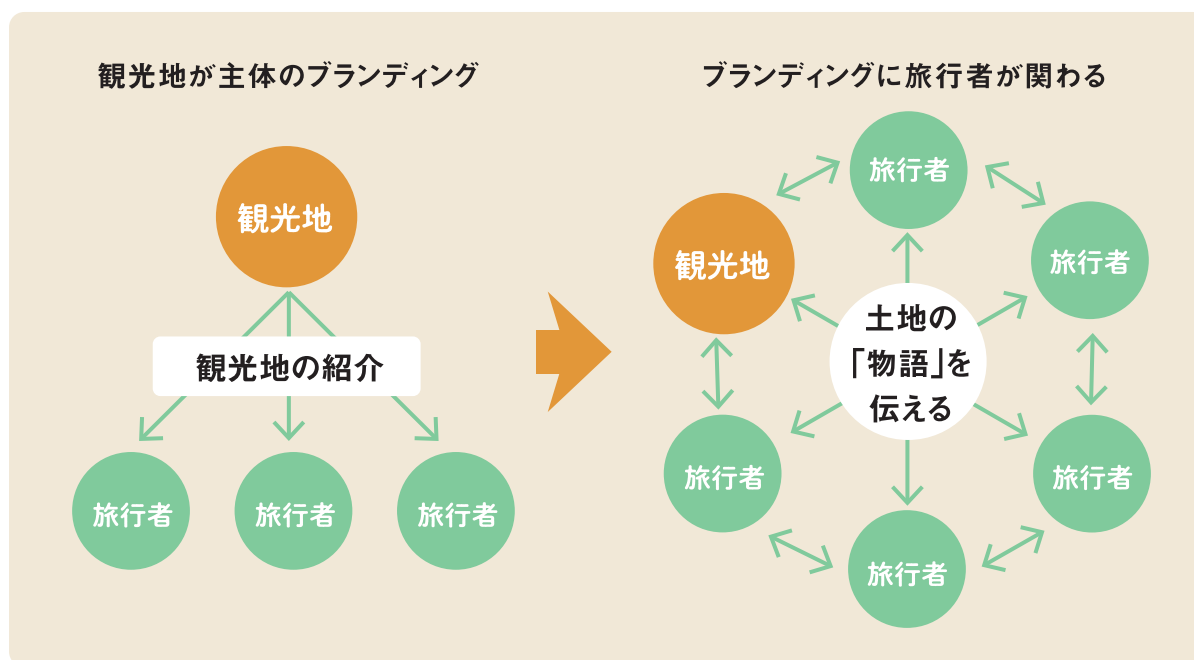 観光地が主体のブランディング
観光地
観光地の紹介
旅行者
旅行者
旅行者
ブランディングに旅行者が関わる
旅行者
観光地
旅行者
土地の
「物語」を
伝える
旅行者
旅行者
旅行者